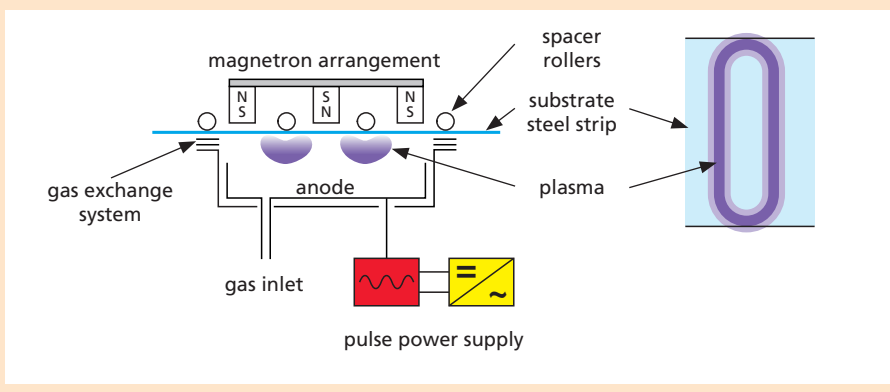 magnetron arrangement
N
S
S
N
N
S
spacer
rollers
substrate
steel strip
plasma
gas exchange
system
anode
gas inlet
pulse power supply